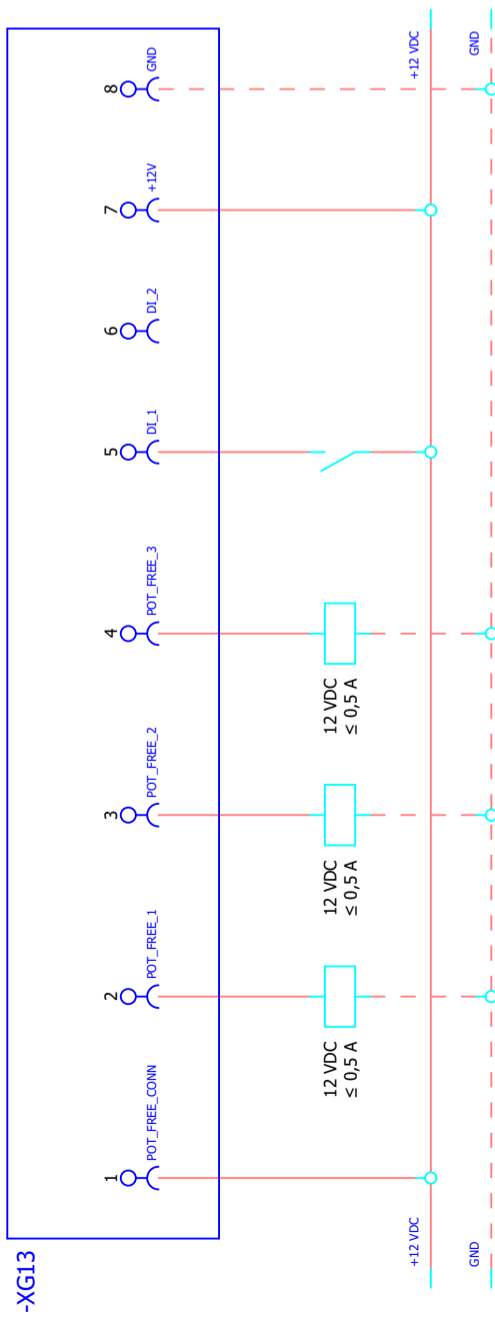 -XG13
1
POT_FREE_CONN
2
POT_FREE_1
3
POT_FREE_2
4
POT_FREE_3
5
DI_1
6
DI_2
7
+12V
8
GND
12 VDC
≤ 0,5 A
12 VDC
≤ 0,5 A
12 VDC
≤ 0,5 A
+12 VDC
+12 VDC
GND
GND